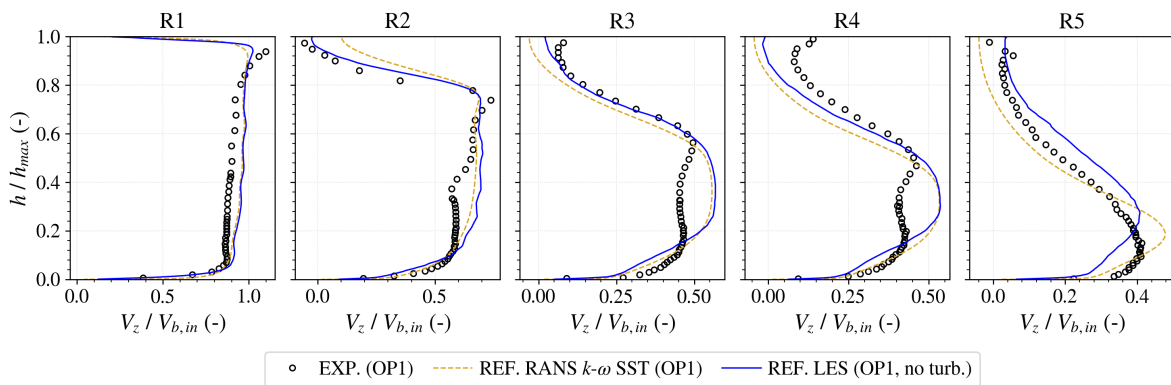 R1 R2 R3 R4 R5
h / h_max (-)
1.0
0.8
0.6
0.4
0.2
0.0
0.0 0.5 1.0 0.0 0.5 0.00 0.25 0.50 0.00 0.25 0.50 0.0 0.2 0.4
V_z / V_b,in (-) V_z / V_b,in (-) V_z / V_b,in (-) V_z / V_b,in (-) V_z / V_b,in (-)
EXP. (OP1) REF. RANS k-ω SST (OP1) REF. LES (OP1, no turb.)